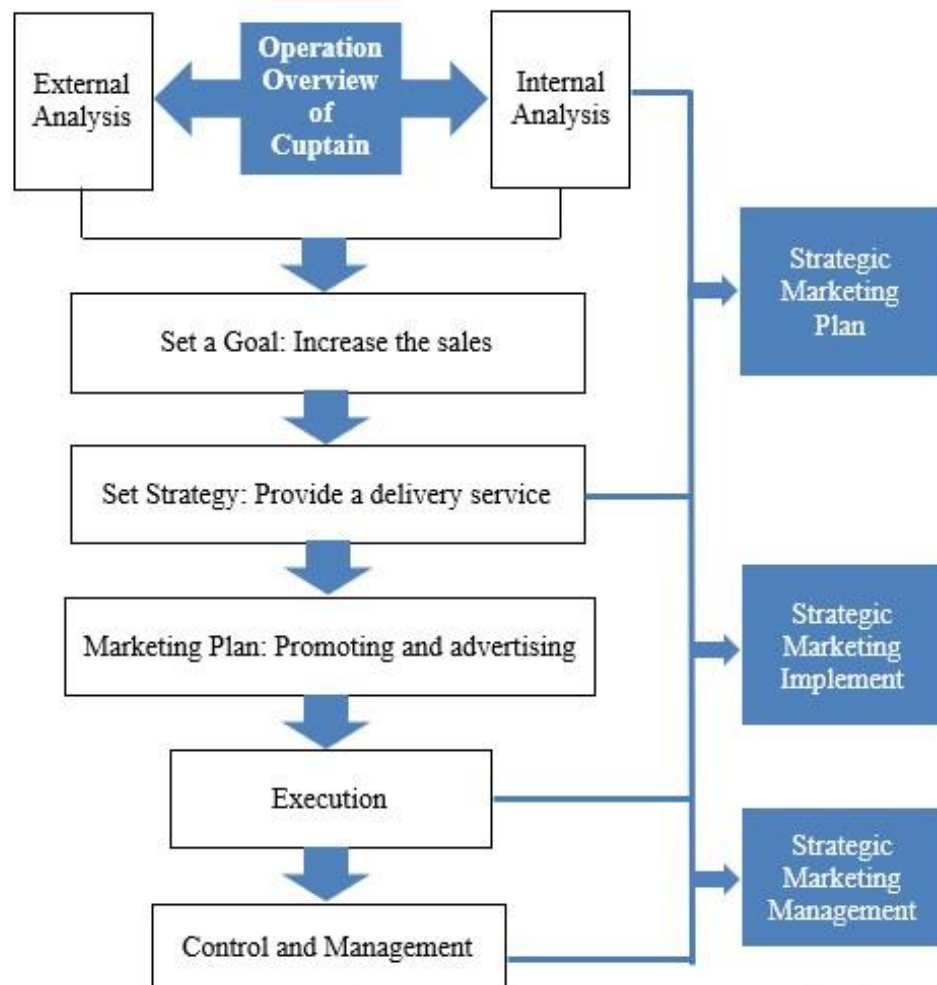 External
Analysis
Operation
Overview
of
Cuptain
Internal
Analysis
Strategic
Marketing
Plan
Set a Goal: Increase the sales
Set Strategy: Provide a delivery service
Marketing Plan: Promoting and advertising
Strategic
Marketing
Implement
Execution
Strategic
Marketing
Management
Control and Management